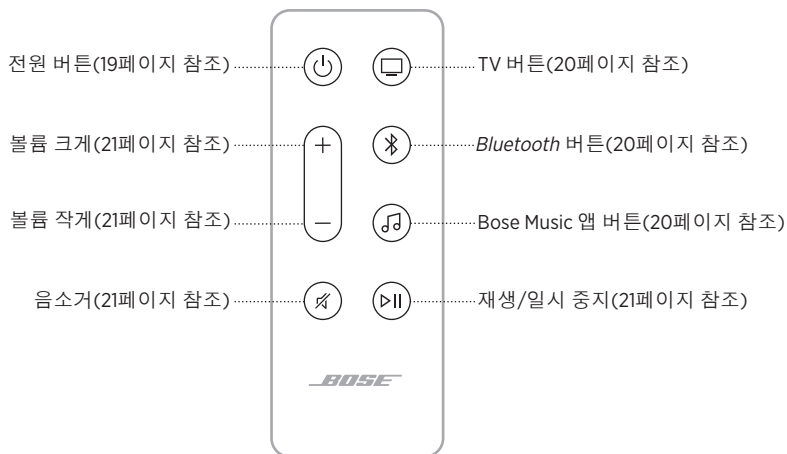 전원 버튼(19페이지 참조)
TV 버튼(20페이지 참조)
볼륨 크게(21페이지 참조)
Bluetooth 버튼(20페이지 참조)
볼륨 작게(21페이지 참조)
Bose Music 앱 버튼(20페이지 참조)
음소거(21페이지 참조)
재생/일시 중지(21페이지 참조)
BOSE